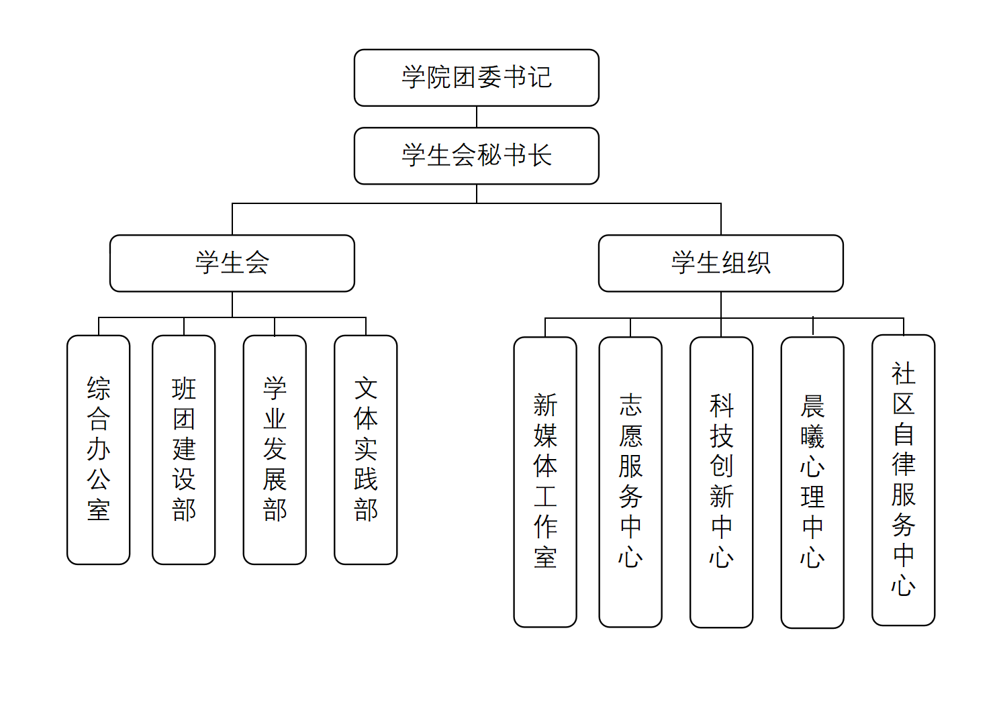 学院团委书记
学生会秘书长
学生会
学生组织
综合办公室
班团建设部
学业发展部
文体实践部
新媒体工作室
志愿服务中心
科技创新中心
晨曦心理中心
社区自律服务中心